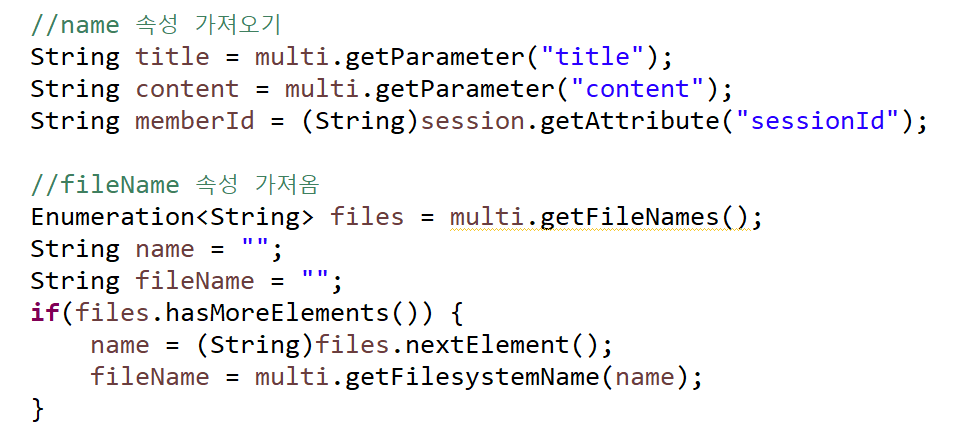 //name 속성 가져오기
String title = multi.getParameter("title");
String content = multi.getParameter("content");
String memberId = (String)session.getAttribute("sessionId");
//fileName 속성 가져옴
Enumeration<String> files = multi.getFileNames();
String name = "";
String fileName = "";
if(files.hasMoreElements()) {
    name = (String)files.nextElement();
    fileName = multi.getFilesystemName(name);
}